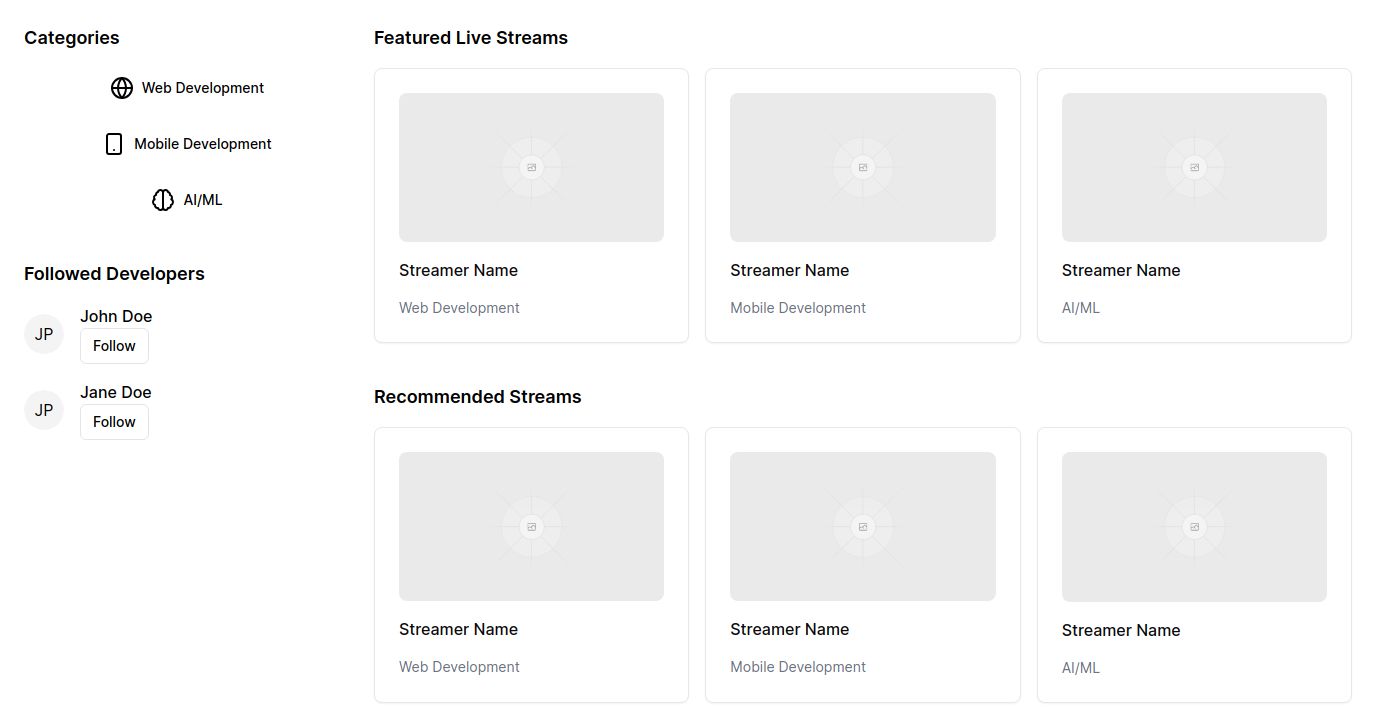 Categories
Web Development
Mobile Development
AI/ML
Followed Developers
JP
John Doe
Follow
JP
Jane Doe
Follow
Featured Live Streams
Streamer Name
Web Development
Streamer Name
Mobile Development
Streamer Name
AI/ML
Recommended Streams
Streamer Name
Web Development
Streamer Name
Mobile Development
Streamer Name
AI/ML